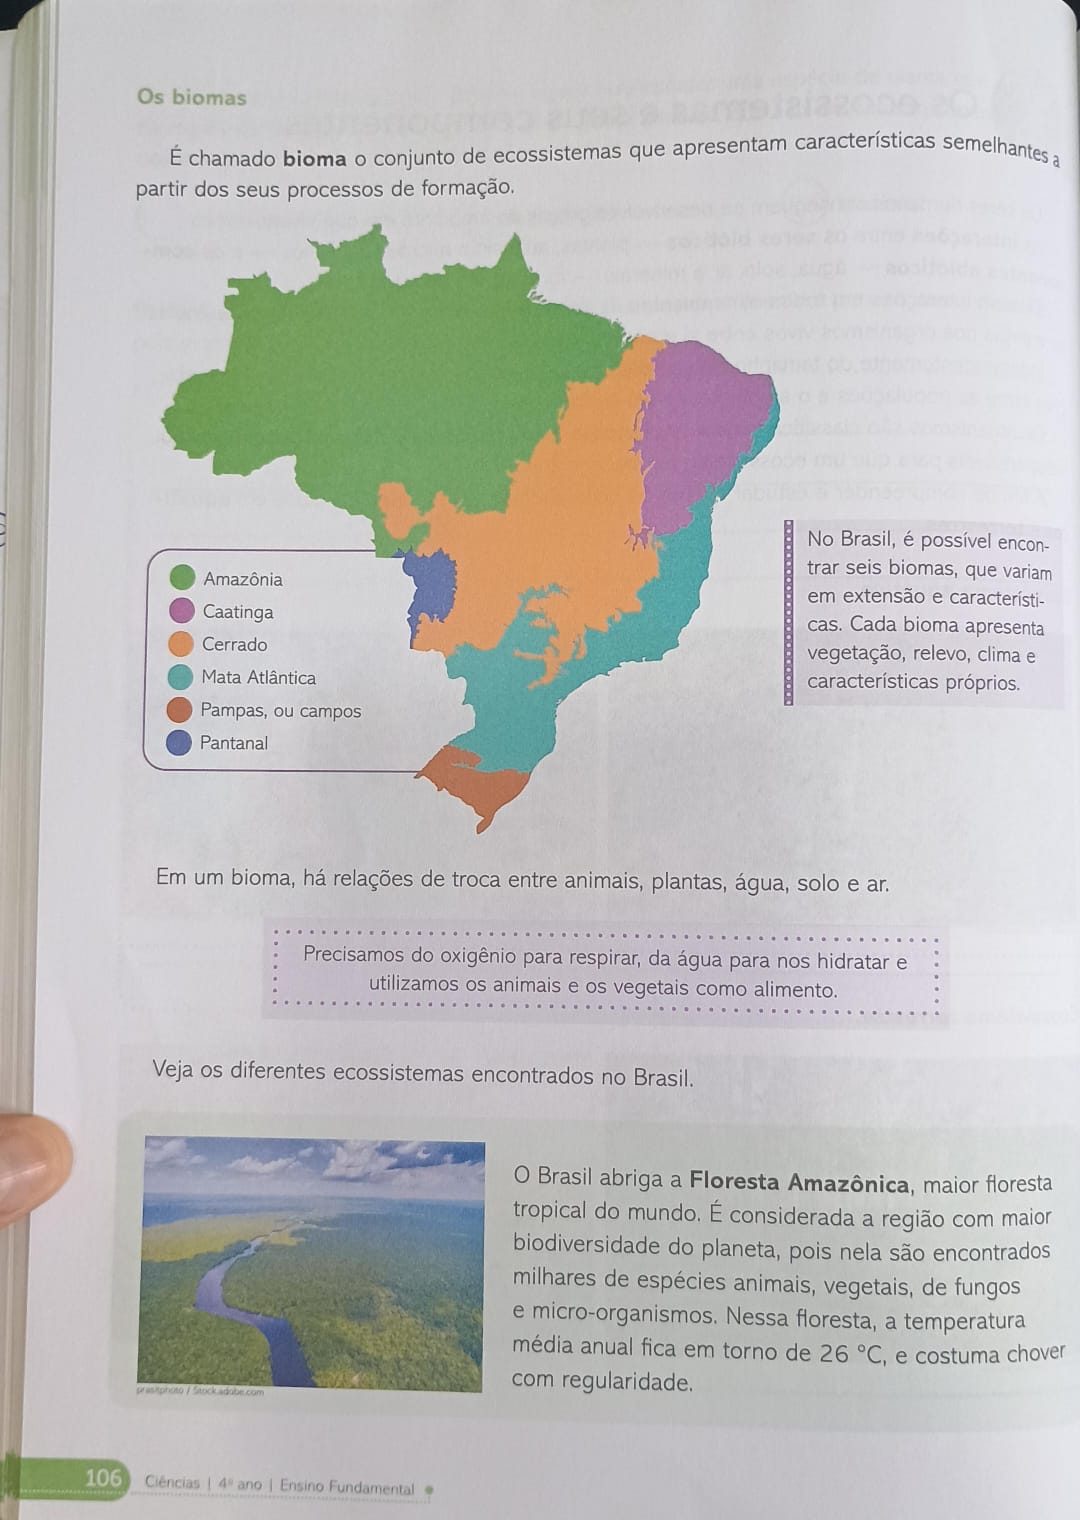 Os biomas
É chamado bioma o conjunto de ecossistemas que apresentam características semelhantes a
partir dos seus processos de formação.
Amazônia
Caatinga
Cerrado
Mata Atlântica
Pampas, ou campos
Pantanal
No Brasil, é possível encon-
trar seis biomas, que variam
em extensão e característi-
cas. Cada bioma apresenta
vegetação, relevo, clima e
características próprios.
Em um bioma, há relações de troca entre animais, plantas, água, solo e ar.
Precisamos do oxigênio para respirar, da água para nos hidratar e
utilizamos os animais e os vegetais como alimento.
Veja os diferentes ecossistemas encontrados no Brasil.
O Brasil abriga a Floresta Amazônica, maior floresta
tropical do mundo. É considerada a região com maior
biodiversidade do planeta, pois nela são encontrados
milhares de espécies animais, vegetais, de fungos
e micro-organismos. Nessa floresta, a temperatura
média anual fica em torno de 26 °C, e costuma chover
com regularidade.
prasitphoto / Stock.adobe.com
106 Ciências | 4º ano | Ensino Fundamental